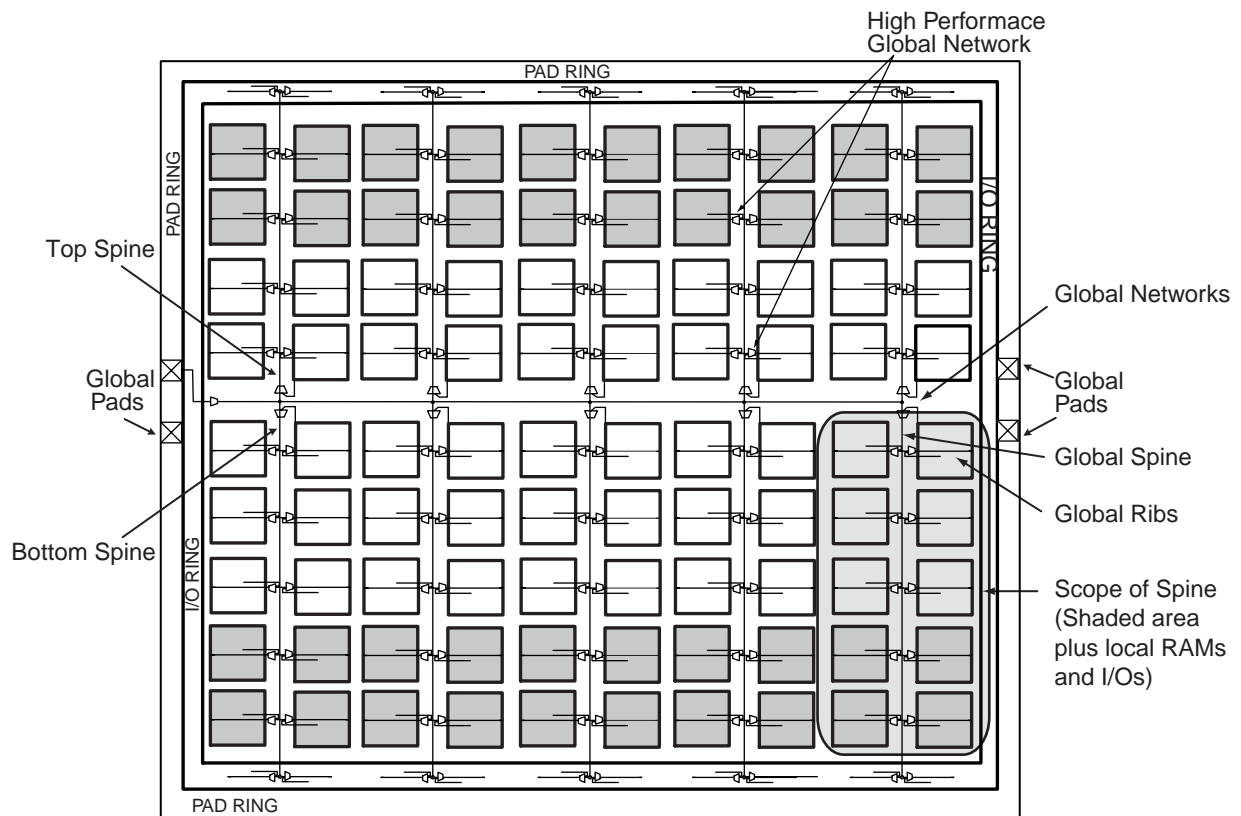 High Performace
Global Network
PAD RING
PAD RING
I/O RING
Top Spine
Global Networks
Global
Pads
Global
Pads
Global Spine
Global Ribs
Bottom Spine
I/O RING
Scope of Spine
(Shaded area
plus local RAMs
and I/Os)
PAD RING